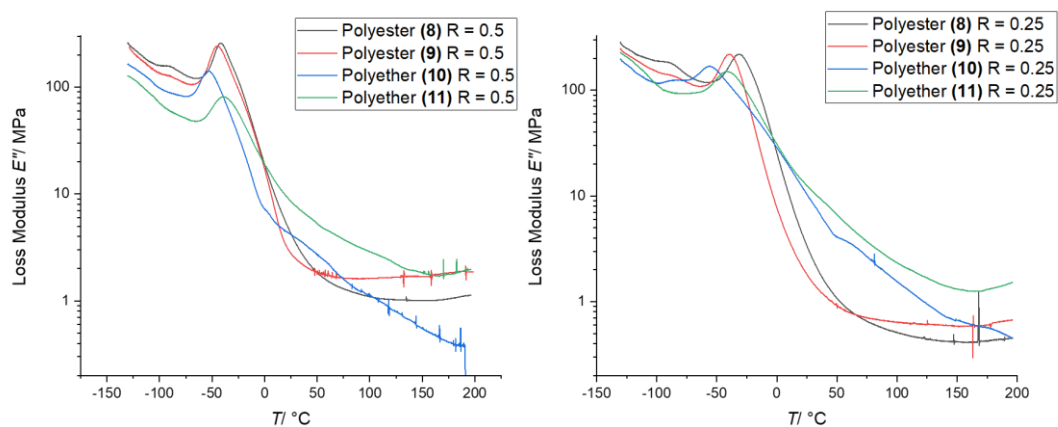 Polyester (8) R = 0.5
Polyester (9) R = 0.5
Polyether (10) R = 0.5
Polyether (11) R = 0.5
100
10
1
Loss Modulus E"/ MPa
-150 -100 -50 0 50 100 150 200
T/ °C
Polyester (8) R = 0.25
Polyester (9) R = 0.25
Polyether (10) R = 0.25
Polyether (11) R = 0.25
100
10
1
Loss Modulus E"/ MPa
-150 -100 -50 0 50 100 150 200
T/ °C